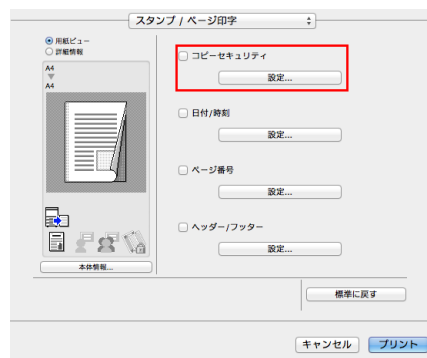 スタンプ / ページ印字
用紙ビュー
詳細情報
A4
A4
本体情報...
コピーセキュリティ
設定...
日付/時刻
設定...
ページ番号
設定...
ヘッダー/フッター
設定...
標準に戻す
キャンセル
プリント